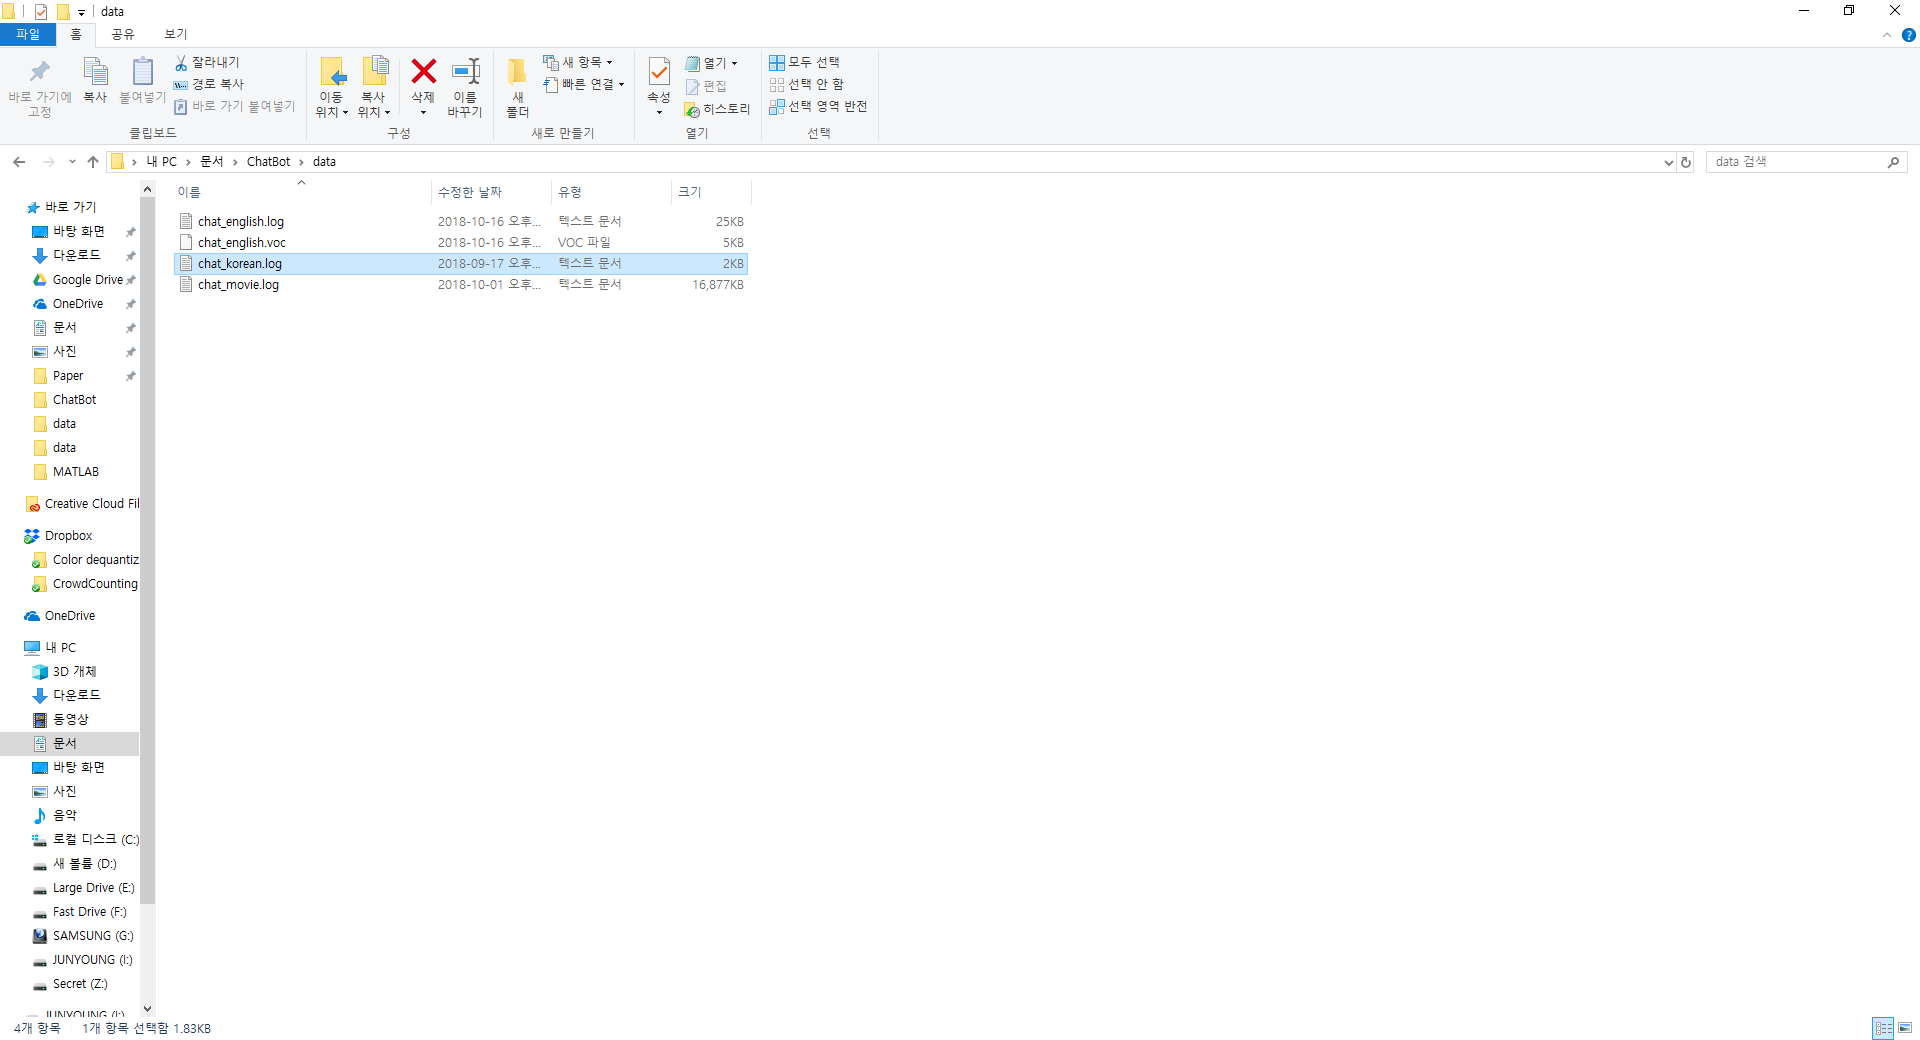 data
파일 홈 공유 보기
바로 가기에 고정
복사
붙여넣기
잘라내기
경로 복사
바로 가기 붙여넣기
클립보드
이동 위치
복사 위치
삭제
이름 바꾸기
구성
새 폴더
새 항목
빠른 연결
새로 만들기
속성
열기
편집
히스토리
열기
모두 선택
선택 안 함
선택 영역 반전
선택
내 PC 문서 ChatBot data
data 검색
이름 수정한 날짜 유형 크기
chat_english.log 2018-10-16 오후... 텍스트 문서 25KB
chat_english.voc 2018-10-16 오후... VOC 파일 5KB
chat_korean.log 2018-09-17 오후... 텍스트 문서 2KB
chat_movie.log 2018-10-01 오후... 텍스트 문서 16,877KB
바로 가기
바탕 화면
다운로드
Google Drive
OneDrive
문서
사진
Paper
ChatBot
data
data
MATLAB
Creative Cloud Fil
Dropbox
Color dequantiz
CrowdCounting
OneDrive
내 PC
3D 개체
다운로드
동영상
문서
바탕 화면
사진
음악
로컬 디스크 (C:)
새 볼륨 (D:)
Large Drive (E:)
Fast Drive (F:)
SAMSUNG (G:)
JUNYOUNG (I:)
Secret (Z:)
JUNYOUNG (I:)
4개 항목 1개 항목 선택함 1.83KB